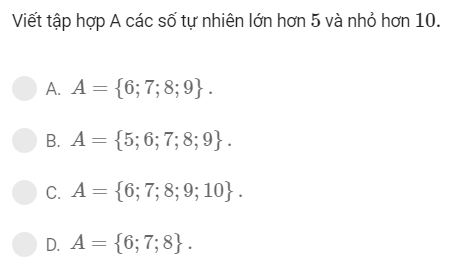 Viết tập hợp A các số tự nhiên lớn hơn 5 và nhỏ hơn 10.
A. A = {6; 7; 8; 9} .
B. A = {5; 6; 7; 8; 9} .
C. A = {6; 7; 8; 9; 10} .
D. A = {6; 7; 8} .